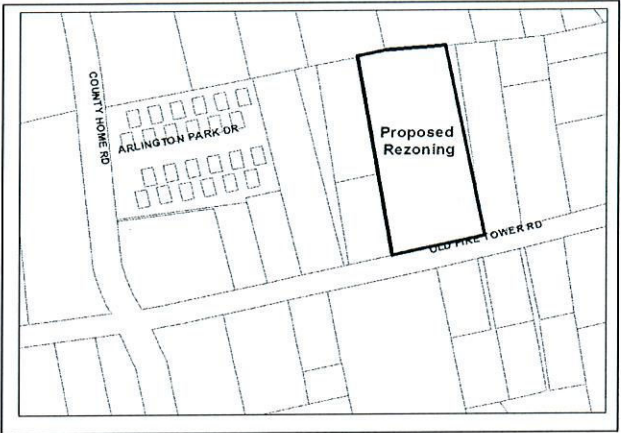 COUNTY HOME RD
ARLINGTON PARK DR
Proposed
Rezoning
OLD FIRE TOWER RD